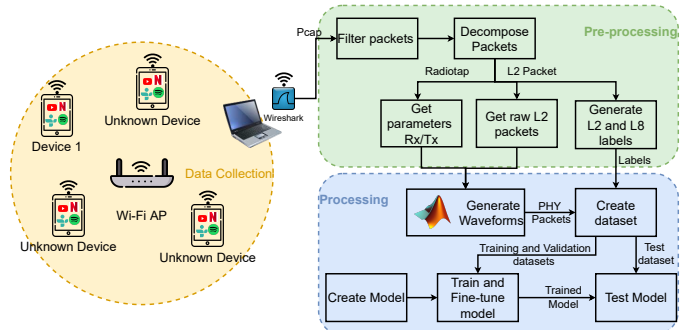 Pcap
Filter packets
Decompose
Packets
Pre-processing
Radiotap
L2 Packet
Wireshark
Unknown Device
Device 1
Get
parameters
Rx/Tx
Get raw L2
packets
Generate
L2 and L8
labels
Data Collection
Labels
Wi-Fi AP
Processing
Generate
Waveforms
PHY
Packets
Create
dataset
Unknown Device
Unknown Device
Training and Validation
datasets
Test
dataset
Create Model
Train and
Fine-tune
model
Trained
Model
Test Model